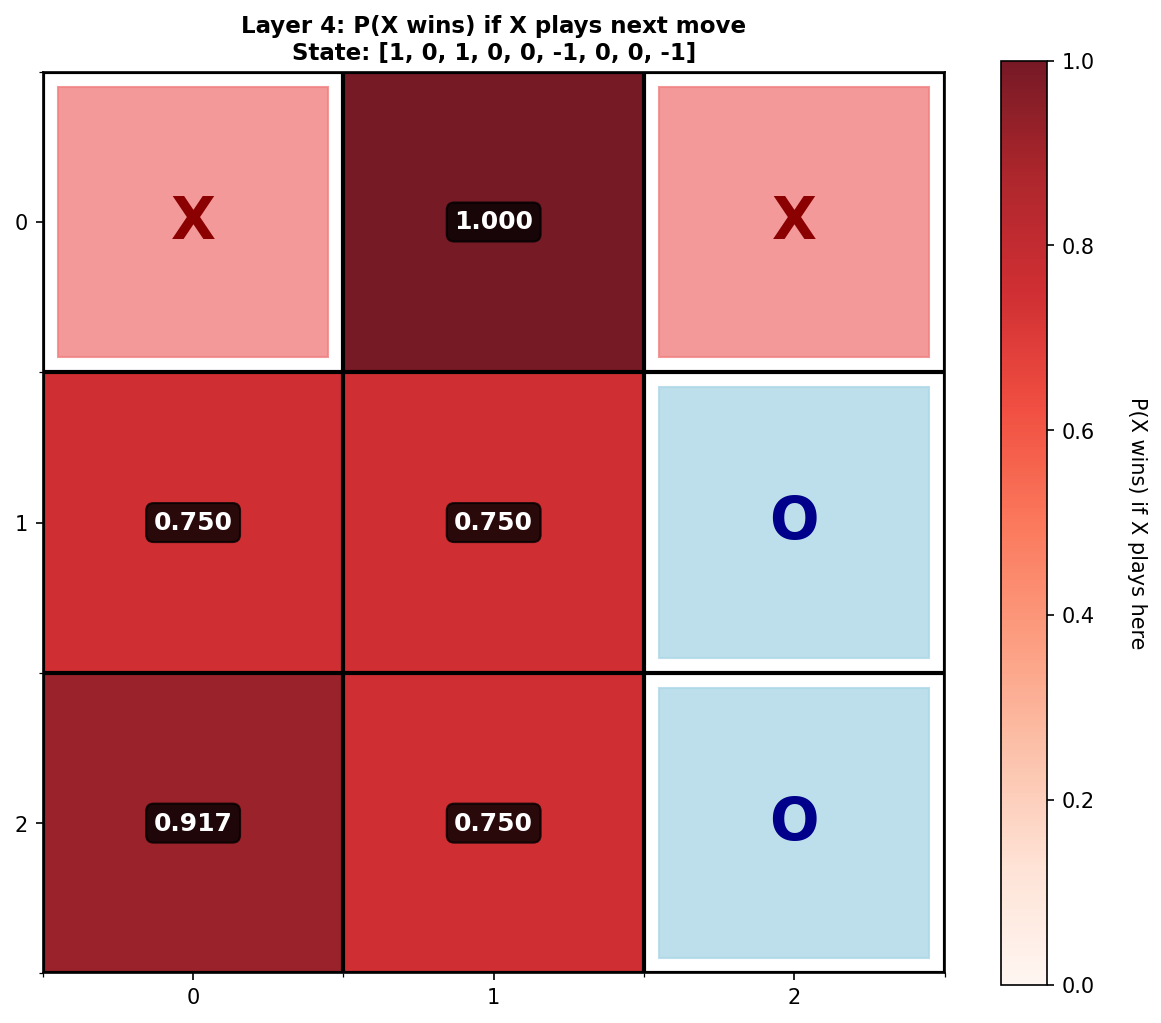 Layer 4: P(X wins) if X plays next move
State: [1, 0, 1, 0, 0, -1, 0, 0, -1]
0
X
1.000
X
1
0.750
0.750
O
2
0.917
0.750
O
0
1
2
1.0
0.8
0.6
0.4
0.2
0.0
P(X wins) if X plays here